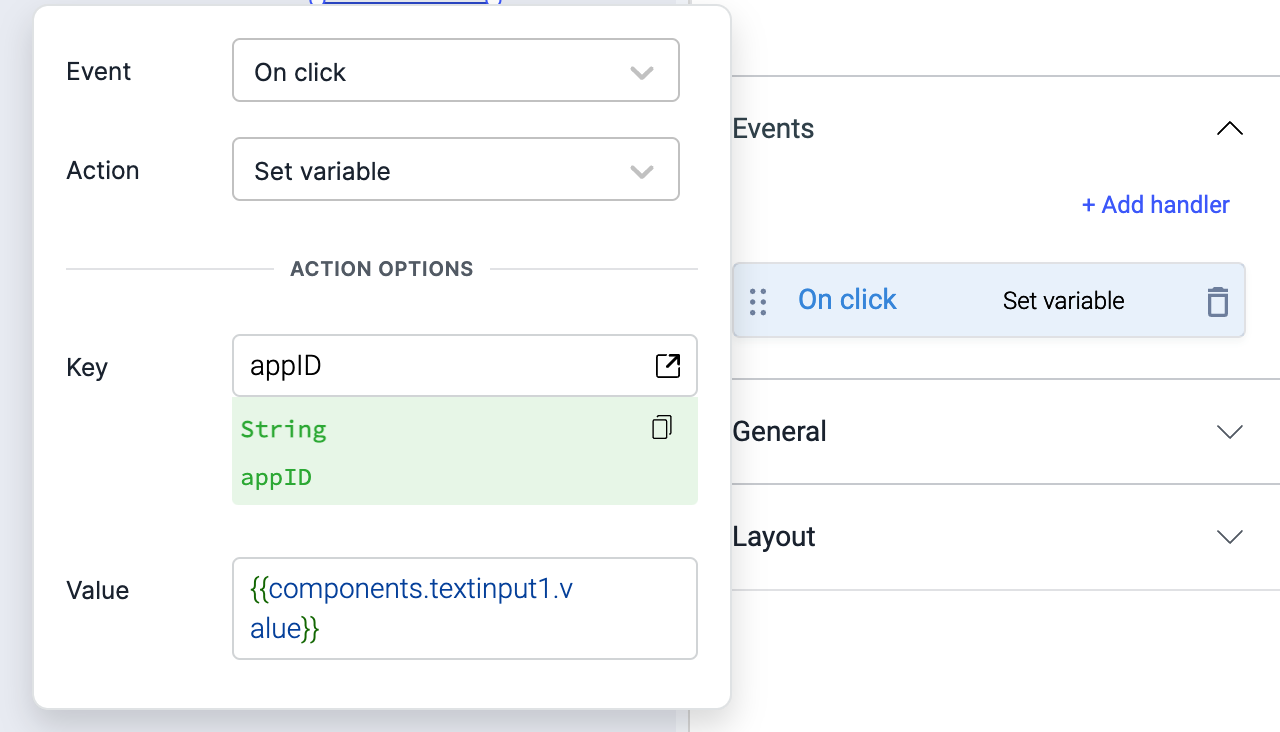 Event
On click
Action
Set variable
ACTION OPTIONS
Key
appID
String
appID
Value
{{components.textinput1.v
alue}}
Events
+ Add handler
On click
Set variable
General
Layout